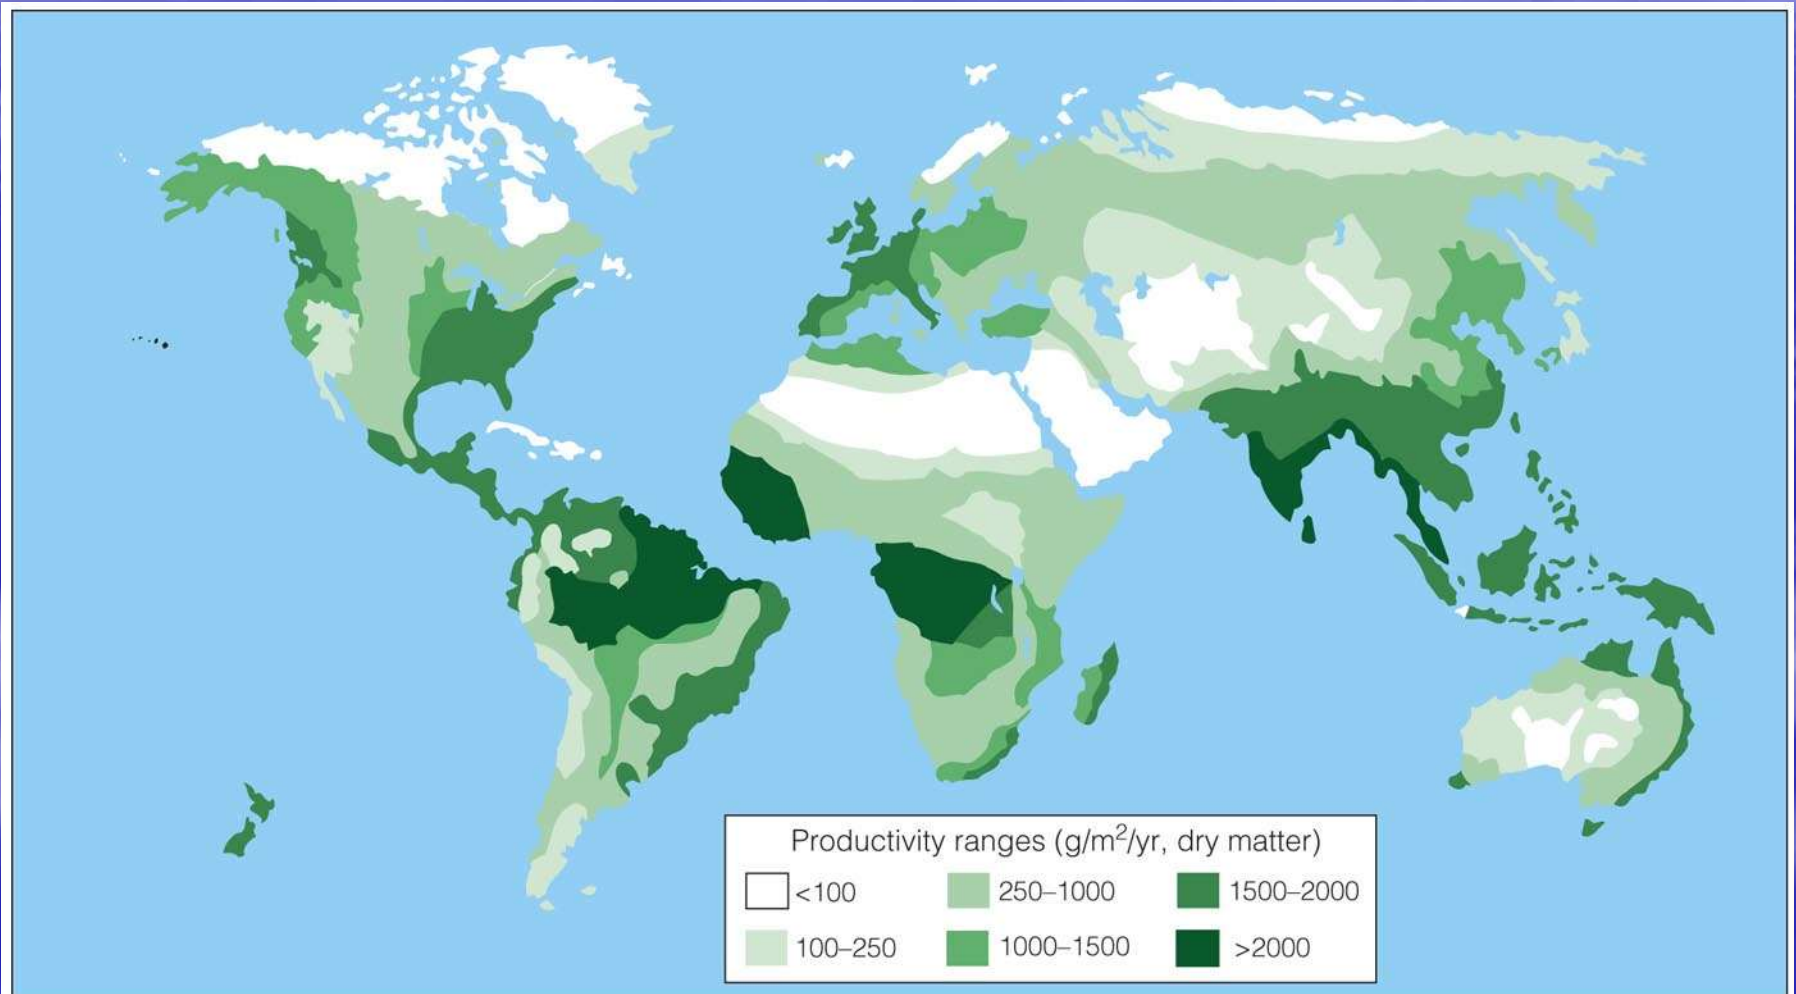 Productivity ranges (g/m²/yr, dry matter)
<100 250–1000 1500–2000
100–250 1000–1500 >2000